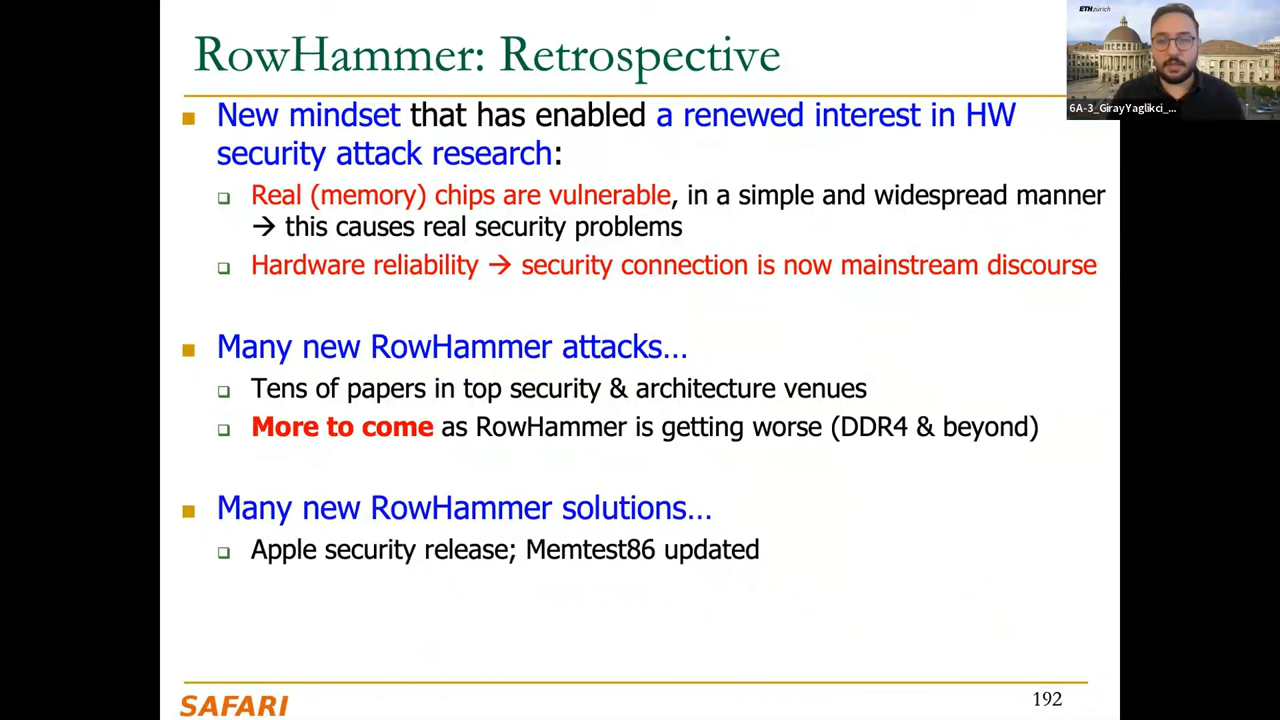 RowHammer: Retrospective
ETHzürich
6A-3_GirayYaglikci_...
New mindset that has enabled a renewed interest in HW
security attack research:
Real (memory) chips are vulnerable, in a simple and widespread manner
→ this causes real security problems
Hardware reliability → security connection is now mainstream discourse
Many new RowHammer attacks…
Tens of papers in top security & architecture venues
More to come as RowHammer is getting worse (DDR4 & beyond)
Many new RowHammer solutions…
Apple security release; Memtest86 updated
SAFARI
192